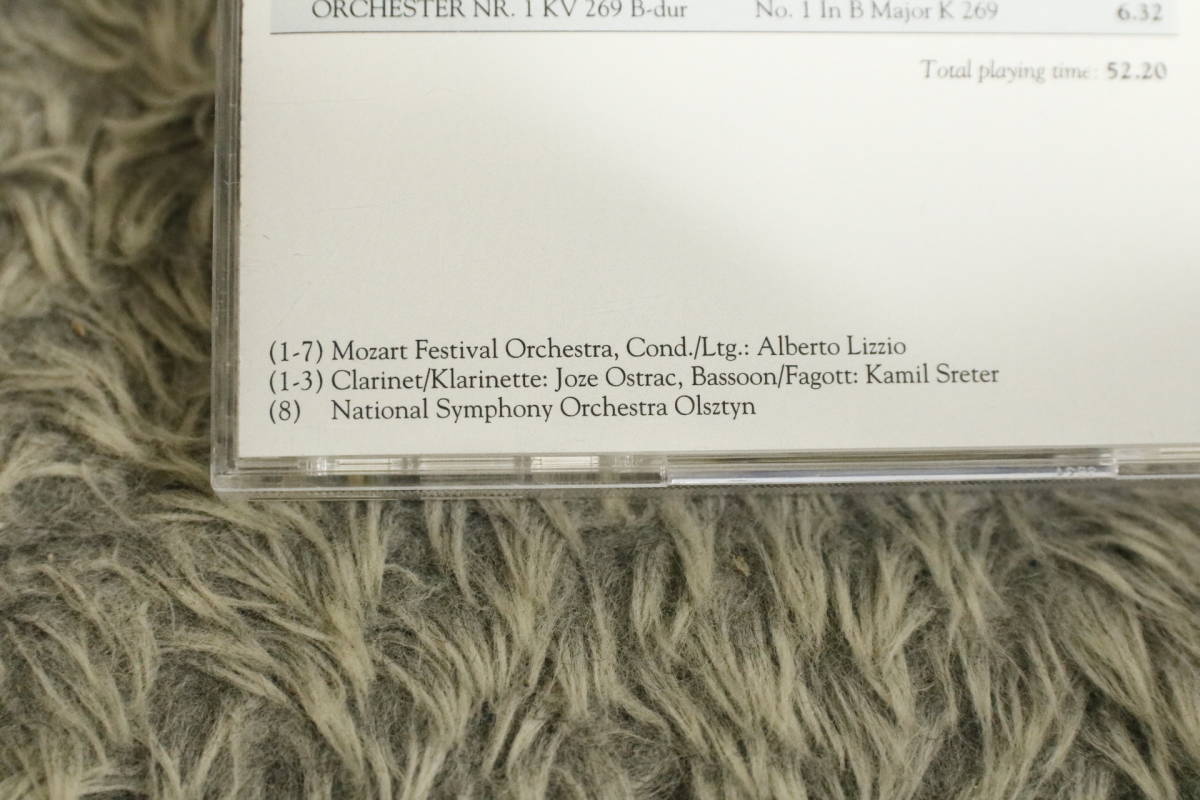 ORCHESTER NR. 1 KV 269 B-dur No. 1 In B Major K 269 6.32
Total playing time: 52.20
(1-7) Mozart Festival Orchestra, Cond./Ltg.: Alberto Lizzio
(1-3) Clarinet/Klarinette: Joze Ostrac, Bassoon/Fagott: Kamil Sreter
(8) National Symphony Orchestra Olsztyn